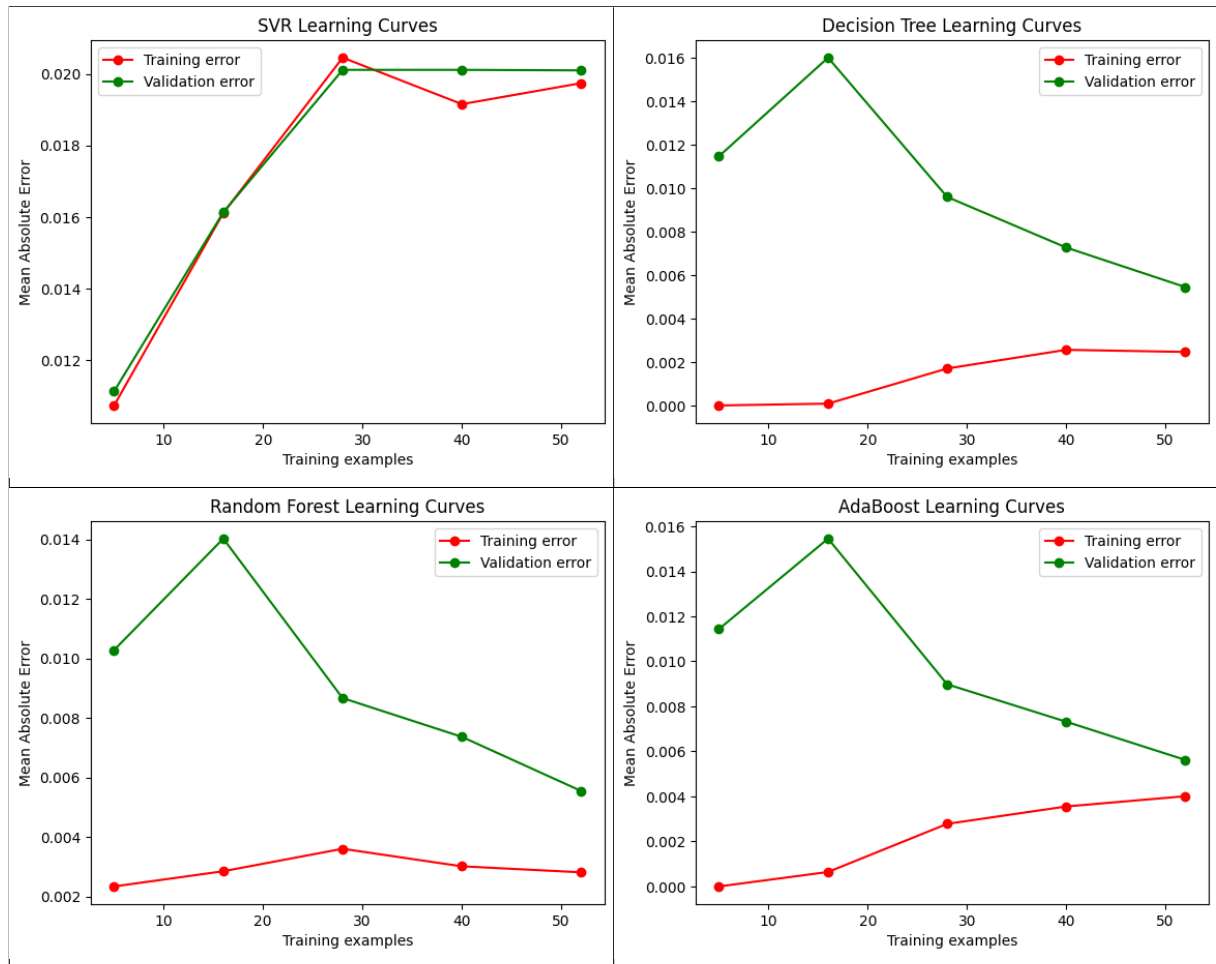 SVR Learning Curves
Training error
Validation error
0.020
0.018
0.016
0.014
0.012
Mean Absolute Error
10 20 30 40 50
Training examples
Decision Tree Learning Curves
Training error
Validation error
0.016
0.014
0.012
0.010
0.008
0.006
0.004
0.002
0.000
Mean Absolute Error
10 20 30 40 50
Training examples
Random Forest Learning Curves
Training error
Validation error
0.014
0.012
0.010
0.008
0.006
0.004
0.002
Mean Absolute Error
10 20 30 40 50
Training examples
AdaBoost Learning Curves
Training error
Validation error
0.016
0.014
0.012
0.010
0.008
0.006
0.004
0.002
0.000
Mean Absolute Error
10 20 30 40 50
Training examples